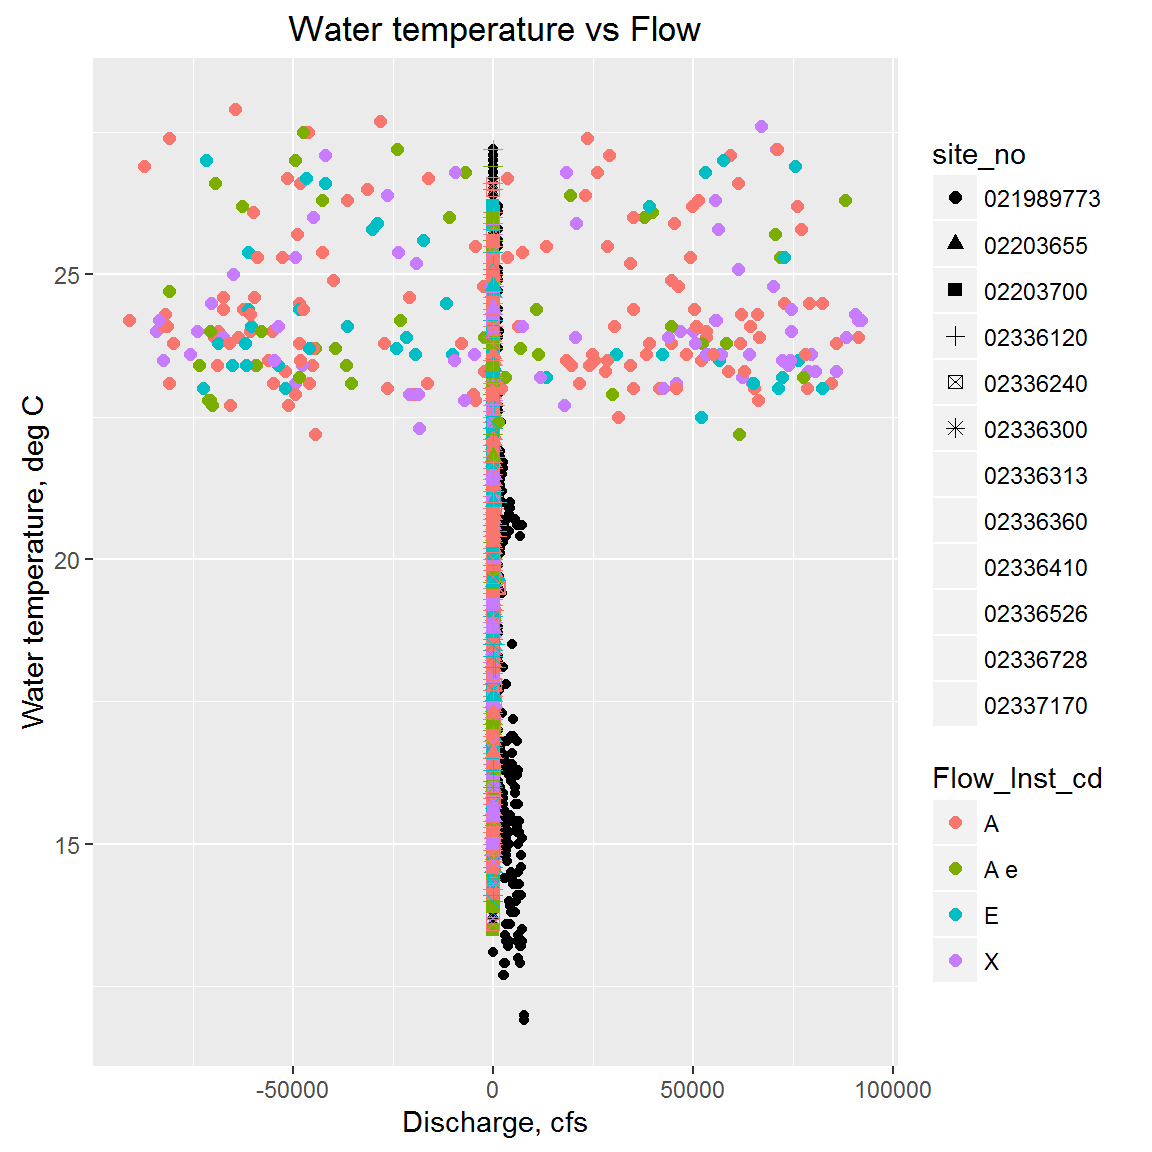 Water temperature vs Flow
Water temperature, deg C
25
20
15
-50000
0
50000
100000
Discharge, cfs
site_no
021989773
02203655
02203700
02336120
02336240
02336300
02336313
02336360
02336410
02336526
02336728
02337170
Flow_Inst_cd
A
A e
E
X